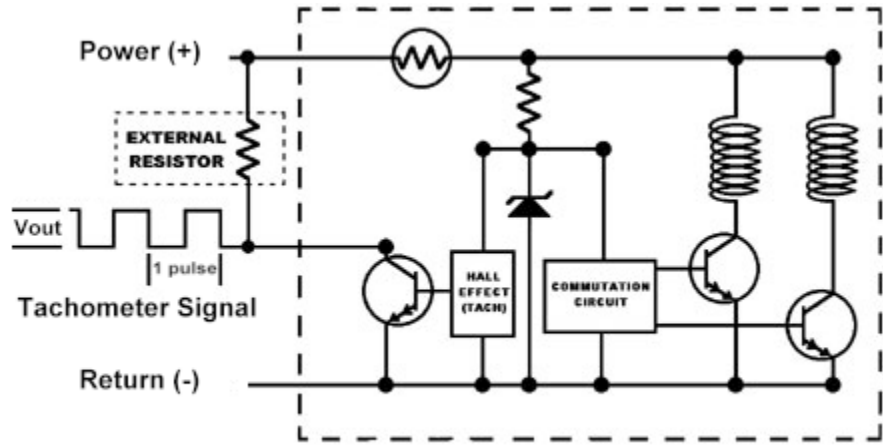 Power (+)
EXTERNAL
RESISTOR
Vout
1 pulse
Tachometer Signal
HALL
EFFECT
(TACH)
COMMUTATION
CIRCUIT
Return (-)